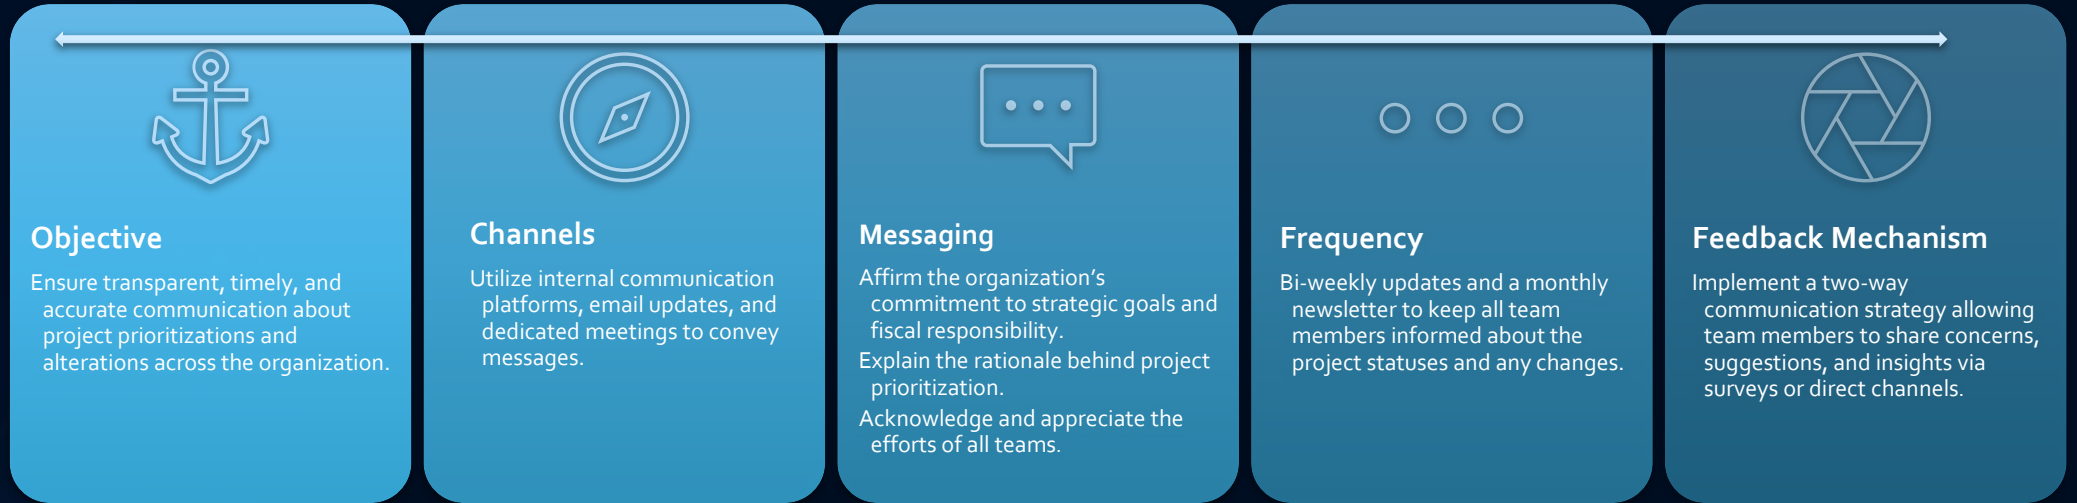 Objective
Ensure transparent, timely, and
accurate communication about
project prioritizations and
alterations across the organization.
Channels
Utilize internal communication
platforms, email updates, and
dedicated meetings to convey
messages.
Messaging
Affirm the organization’s
commitment to strategic goals and
fiscal responsibility.
Explain the rationale behind project
prioritization.
Acknowledge and appreciate the
efforts of all teams.
Frequency
Bi-weekly updates and a monthly
newsletter to keep all team
members informed about the
project statuses and any changes.
Feedback Mechanism
Implement a two-way
communication strategy allowing
team members to share concerns,
suggestions, and insights via
surveys or direct channels.